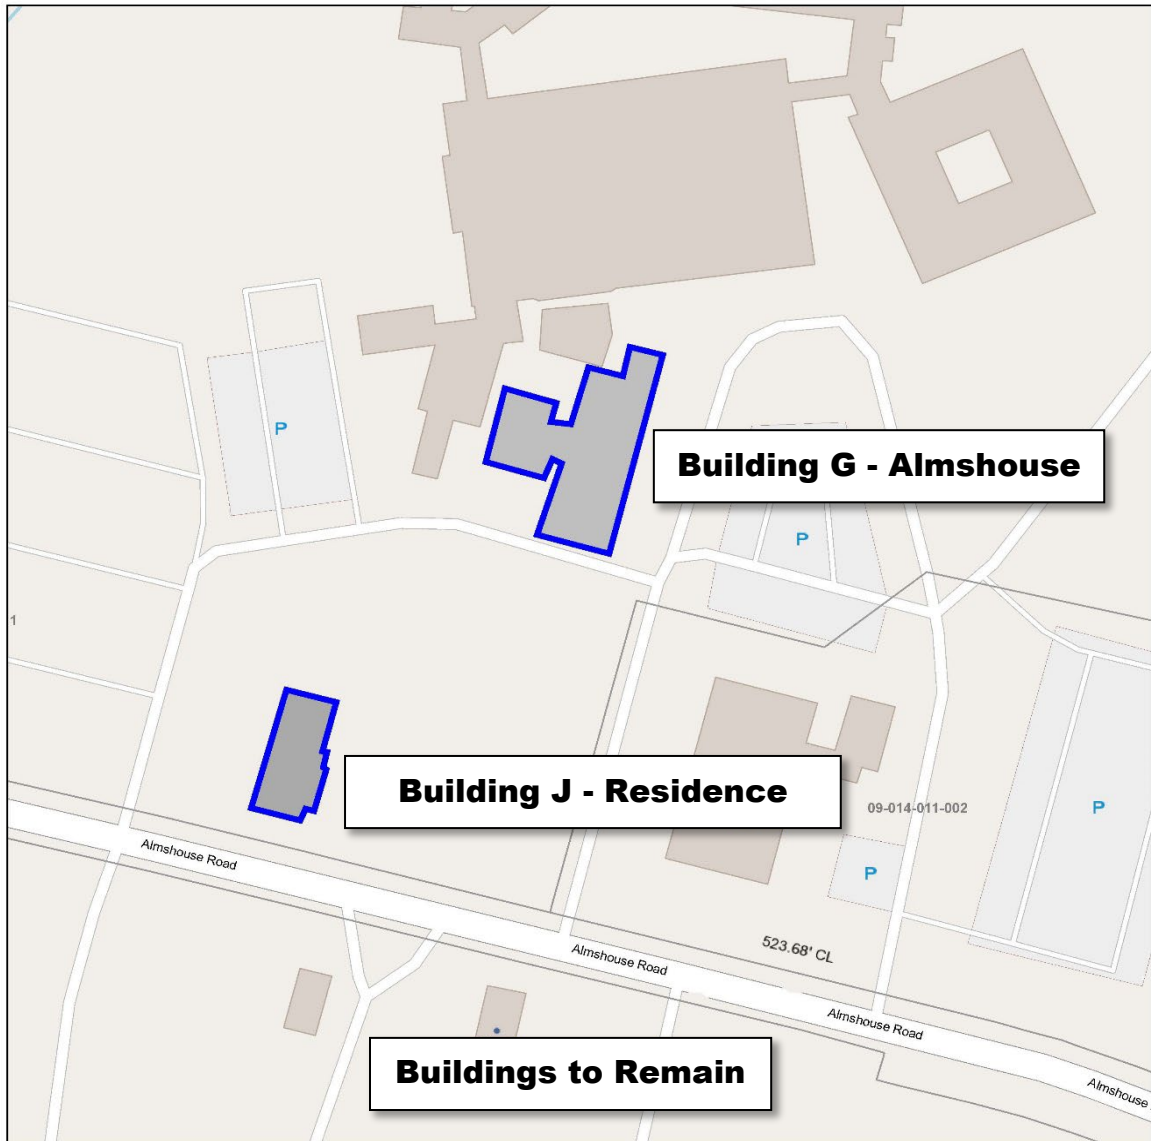 P
Building G - Almshouse
P
1
Building J - Residence
09-014-011-002
P
P
Almshouse Road
523.68' CL
Almshouse Road
Almshouse Road
Buildings to Remain
Almshouse